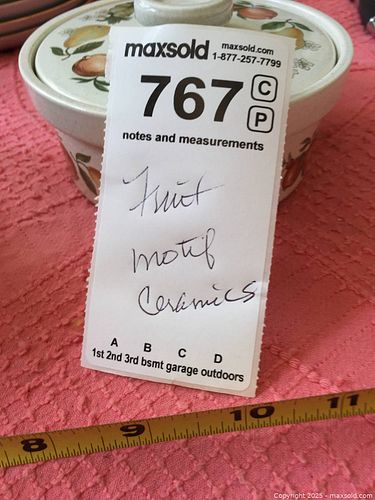 maxsold maxsold.com
1-877-257-7799
767 C
P
notes and measurements
Fruit
motif
Ceramics
A B C D
1st 2nd 3rd bsmt garage outdoors
8 9 10 11
Copyright 2025 - maxsold.com